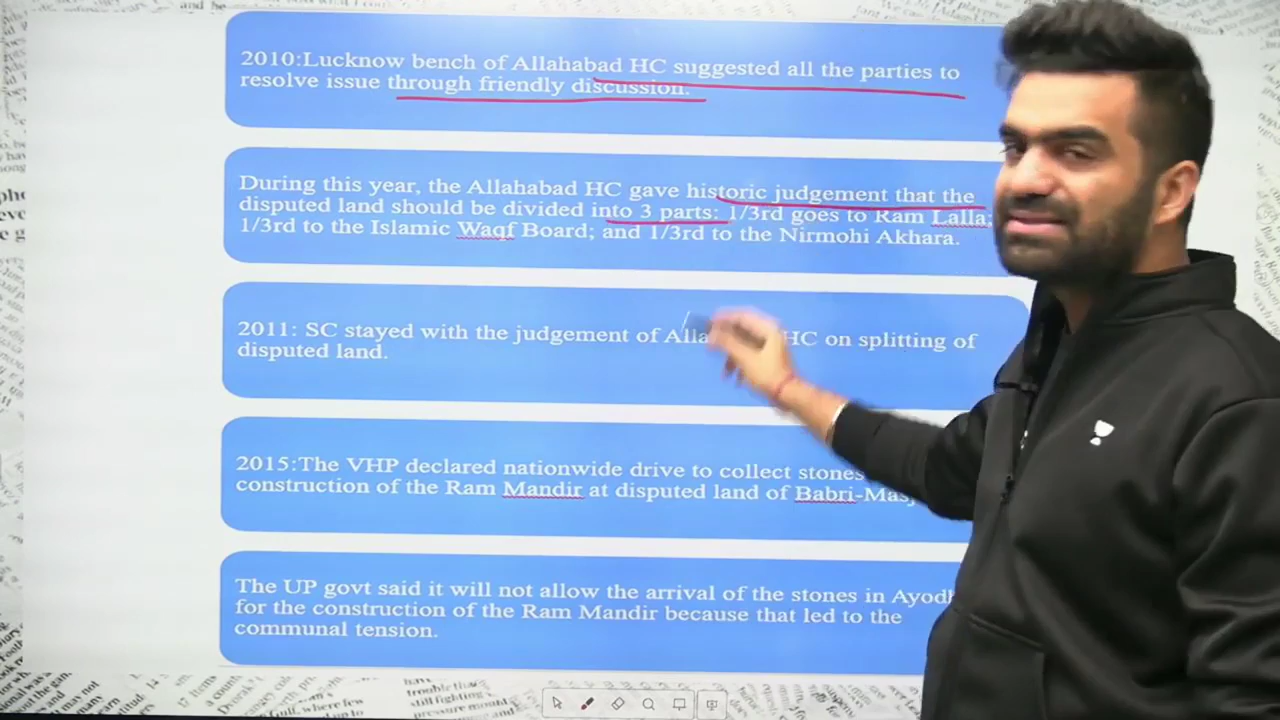 2010:Lucknow bench of Allahabad HC suggested all the parties to
resolve issue through friendly discussion.
During this year, the Allahabad HC gave historic judgement that the
disputed land should be divided into 3 parts: 1/3rd goes to Ram Lalla;
1/3rd to the Islamic Waqf Board; and 1/3rd to the Nirmohi Akhara.
2011: SC stayed with the judgement of HC on splitting of
disputed land.
2015:The VHP declared nationwide drive to collect stones
construction of the Ram Mandir at disputed land of Babri-
The UP govt said it will not allow the arrival of the stones in
for the construction of the Ram Mandir because that led to the
communal tension.